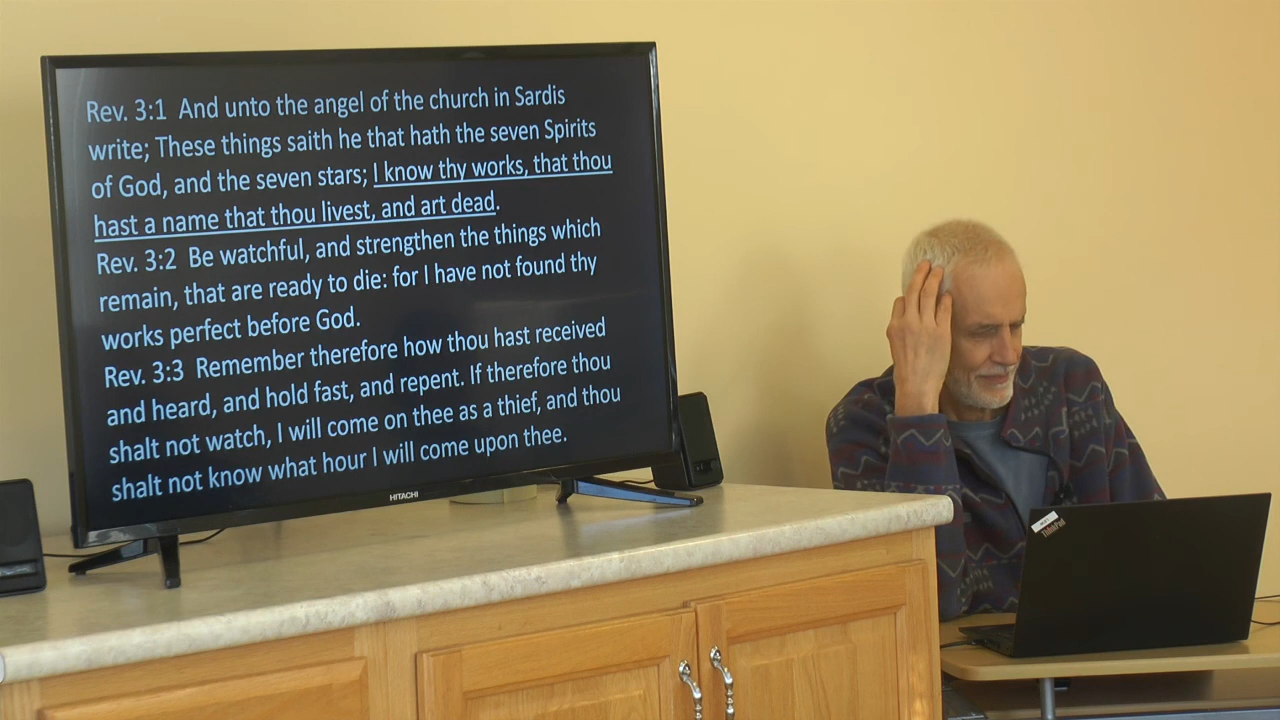 Rev. 3:1 And unto the angel of the church in Sardis
write; These things saith he that hath the seven Spirits
of God, and the seven stars; I know thy works, that thou
hast a name that thou livest, and art dead.
Rev. 3:2 Be watchful, and strengthen the things which
remain, that are ready to die: for I have not found thy
works perfect before God.
Rev. 3:3 Remember therefore how thou hast received
and heard, and hold fast, and repent. If therefore thou
shalt not watch, I will come on thee as a thief, and thou
shalt not know what hour I will come upon thee.
HITACHI
ThinkPad